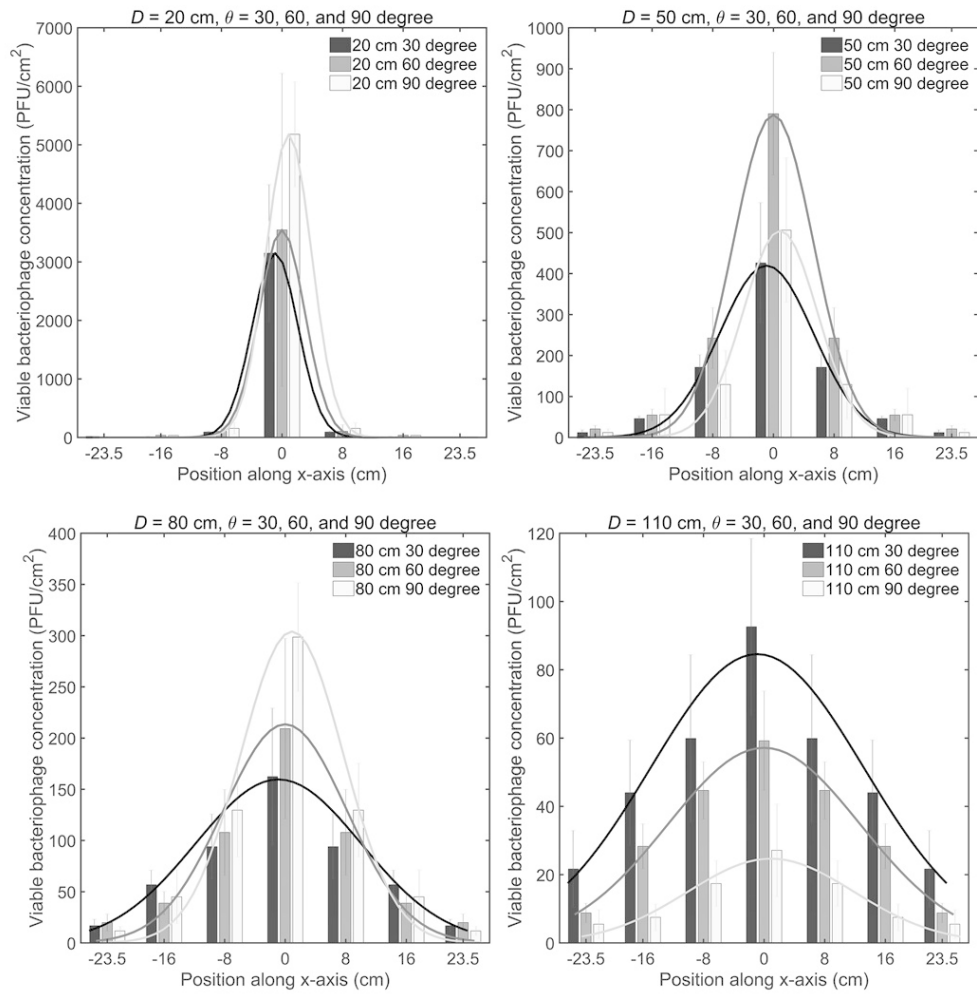 D = 20 cm, θ = 30, 60, and 90 degree
7000
6000
5000
4000
3000
2000
1000
0
Viable bacteriophage concentration (PFU/cm²)
20 cm 30 degree
20 cm 60 degree
20 cm 90 degree
-23.5 -16 -8 0 8 16 23.5
Position along x-axis (cm)
D = 50 cm, θ = 30, 60, and 90 degree
1000
900
800
700
600
500
400
300
200
100
0
Viable bacteriophage concentration (PFU/cm²)
50 cm 30 degree
50 cm 60 degree
50 cm 90 degree
-23.5 -16 -8 0 8 16 23.5
Position along x-axis (cm)
D = 80 cm, θ = 30, 60, and 90 degree
400
350
300
250
200
150
100
50
0
Viable bacteriophage concentration (PFU/cm²)
80 cm 30 degree
80 cm 60 degree
80 cm 90 degree
-23.5 -16 -8 0 8 16 23.5
Position along x-axis (cm)
D = 110 cm, θ = 30, 60, and 90 degree
120
100
80
60
40
20
0
Viable bacteriophage concentration (PFU/cm²)
110 cm 30 degree
110 cm 60 degree
110 cm 90 degree
-23.5 -16 -8 0 8 16 23.5
Position along x-axis (cm)